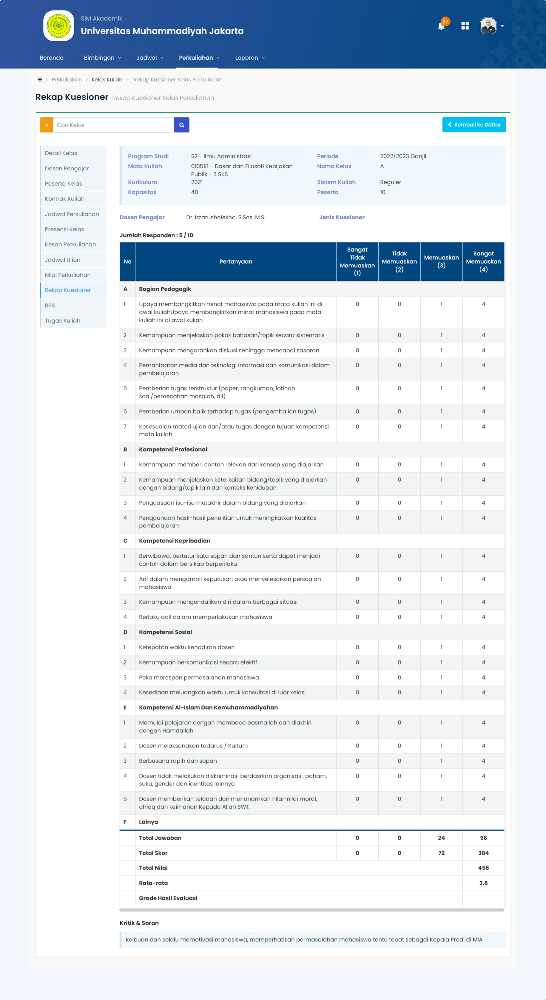 SIM Akademik
Universitas Muhammadiyah Jakarta
27
Beranda Bimbingan Jadwal Perkuliahan Laporan
Perkuliahan > Kelas Kuliah > Rekap Kuesioner Kelas Perkuliahan
Rekap Kuesioner Rekap Kuesioner Kelas Perkuliahan
« Cari Kelas Kembali ke Daftar
Detail Kelas
Dosen Pengajar
Peserta Kelas
Kontrak Kuliah
Jadwal Perkuliahan
Presensi Kelas
Kesan Perkuliahan
Jadwal Ujian
Nilai Perkuliahan
Rekap Kuesioner
RPS
Tugas Kuliah
Program Studi S2 - Ilmu Administrasi Periode 2022/2023 Ganjil
Mata Kuliah 010518 - Dasar dan Filosofi Kebijakan Nama Kelas A
Publik - 3 SKS
Kurikulum 2021 Sistem Kuliah Reguler
Kapasitas 40 Peserta 10
Dosen Pengajar Dr. Izzatusholekha, S.Sos, M.Si Jenis Kuesioner
Jumlah Responden : 5 / 10
No Pertanyaan Sangat Tidak Memuaskan (1) Tidak Memuaskan (2) Memuaskan (3) Sangat Memuaskan (4)
A Bagian Pedagogik
1 Upaya membangkitkan minat mahasiswa pada mata kuliah ini di 0 0 1 4
awal kuliahUpaya membangkitkan minat mahasiswa pada mata
kuliah ini di awal kuliah
2 Kemampuan menjelaskan pokok bahasan/topik secara sistematis 0 0 1 4
3 Kemampuan mengarahkan diskusi sehingga mencapai sasaran 0 0 1 4
4 Pemanfaatan media dan teknologi informasi dan komunikasi dalam 0 0 1 4
pembelajaran
5 Pemberian tugas terstruktur (paper, rangkuman, latihan 0 0 1 4
soal/pemecahan masalah, dll)
6 Pemberian umpan balik terhadap tugas (pengembalian tugas) 0 0 1 4
7 Kesesuaian materi ujian dan/atau tugas dengan tujuan kompetensi 0 0 1 4
mata kuliah
B Kompetensi Profesional
1 Kemampuan memberi contoh relevan dari konsep yang diajarkan 0 0 1 4
2 Kemampuan menjelaskan keterkaitan bidang/topik yang diajarkan 0 0 1 4
dengan bidang/topik lain dan konteks kehidupan
3 Penguasaan isu-isu mutakhir dalam bidang yang diajarkan 0 0 1 4
4 Penggunaan hasil-hasil penelitian untuk meningkatkan kualitas 0 0 1 4
pembelajaran
C Kompetensi Kepribadian
1 Berwibawa, bertutur kata sopan dan santun serta dapat menjadi 0 0 1 4
contoh dalam bersikap berperilaku
2 Arif dalam mengambil keputusan atau menyelesaikan persoalan 0 0 1 4
mahasiswa
3 Kemampuan mengendalikan diri dalam berbagai situasi 0 0 1 4
4 Berlaku adil dalam memperlakukan mahasiswa 0 0 1 4
D Kompetensi Sosial
1 Ketepatan waktu kehadiran dosen 0 0 1 4
2 Kemampuan berkomunikasi secara efektif 0 0 1 4
3 Peka merespon permasalahan mahasiswa 0 0 1 4
4 Kesediaan meluangkan waktu untuk konsultasi di luar kelas 0 0 1 4
E Kompetensi Al-Islam Dan Kemuhammadiyahan
1 Memulai pelajaran dengan membaca basmallah dan diakhiri 0 0 1 4
dengan Hamdallah
2 Dosen melaksanakan tadarus / Kultum 0 0 1 4
3 Berbusana rapih dan sopan 0 0 1 4
4 Dosen tidak melakukan diskriminasi berdasrkan organisasi, paham, 0 0 1 4
suku, gender dan identitas lainnya
5 Dosen memberikan teladan dan menanamkan nilai-nilai moral, 0 0 1 4
ahlaq dan keimanan Kepada Allah SWT.
F Lainya
Total Jawaban 0 0 24 96
Total Skor 0 0 72 384
Total Nilai 456
Rata-rata 3.8
Grade Hasil Evaluasi
Kritik & Saran
keibuan dan selalu memotivasi mahasiswa, memperhatikan permasalahan mahasiswa tentu tepat sebagai Kepala Prodi di MIA